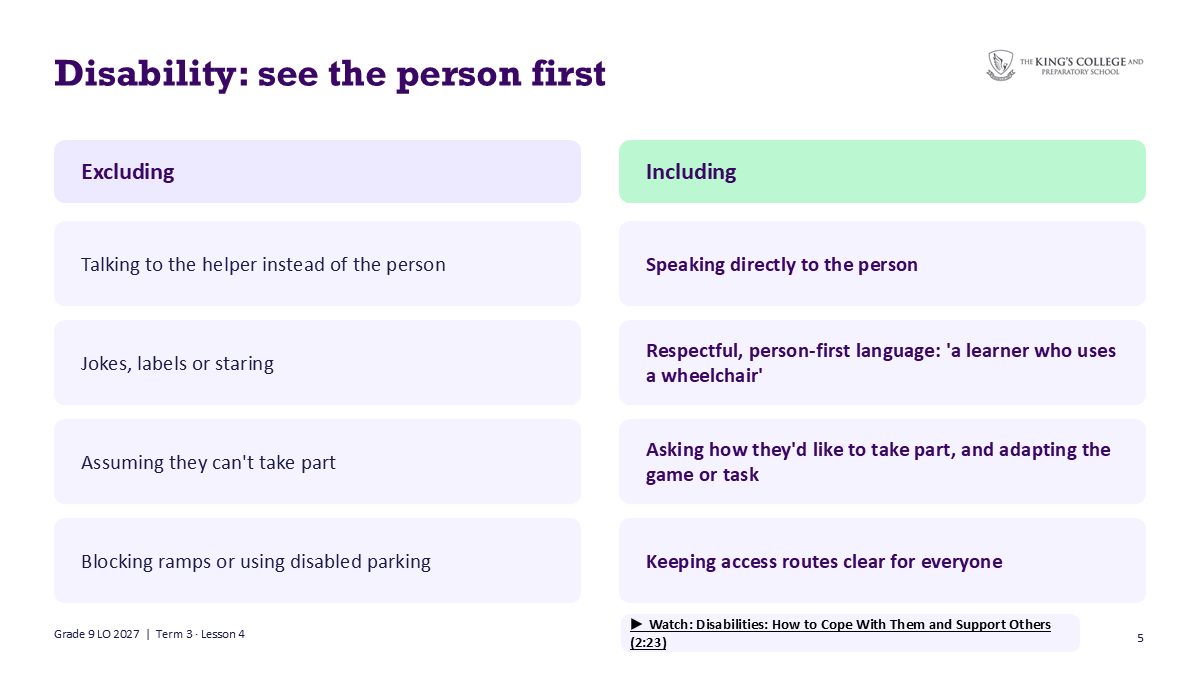 Disability: see the person first
THE KING'S COLLEGE AND
PREPARATORY SCHOOL
Excluding
Including
Talking to the helper instead of the person
Speaking directly to the person
Jokes, labels or staring
Respectful, person-first language: 'a learner who uses
a wheelchair'
Assuming they can't take part
Asking how they'd like to take part, and adapting the
game or task
Blocking ramps or using disabled parking
Keeping access routes clear for everyone
Grade 9 LO 2027 | Term 3 · Lesson 4
▶ Watch: Disabilities: How to Cope With Them and Support Others
(2:23)
5